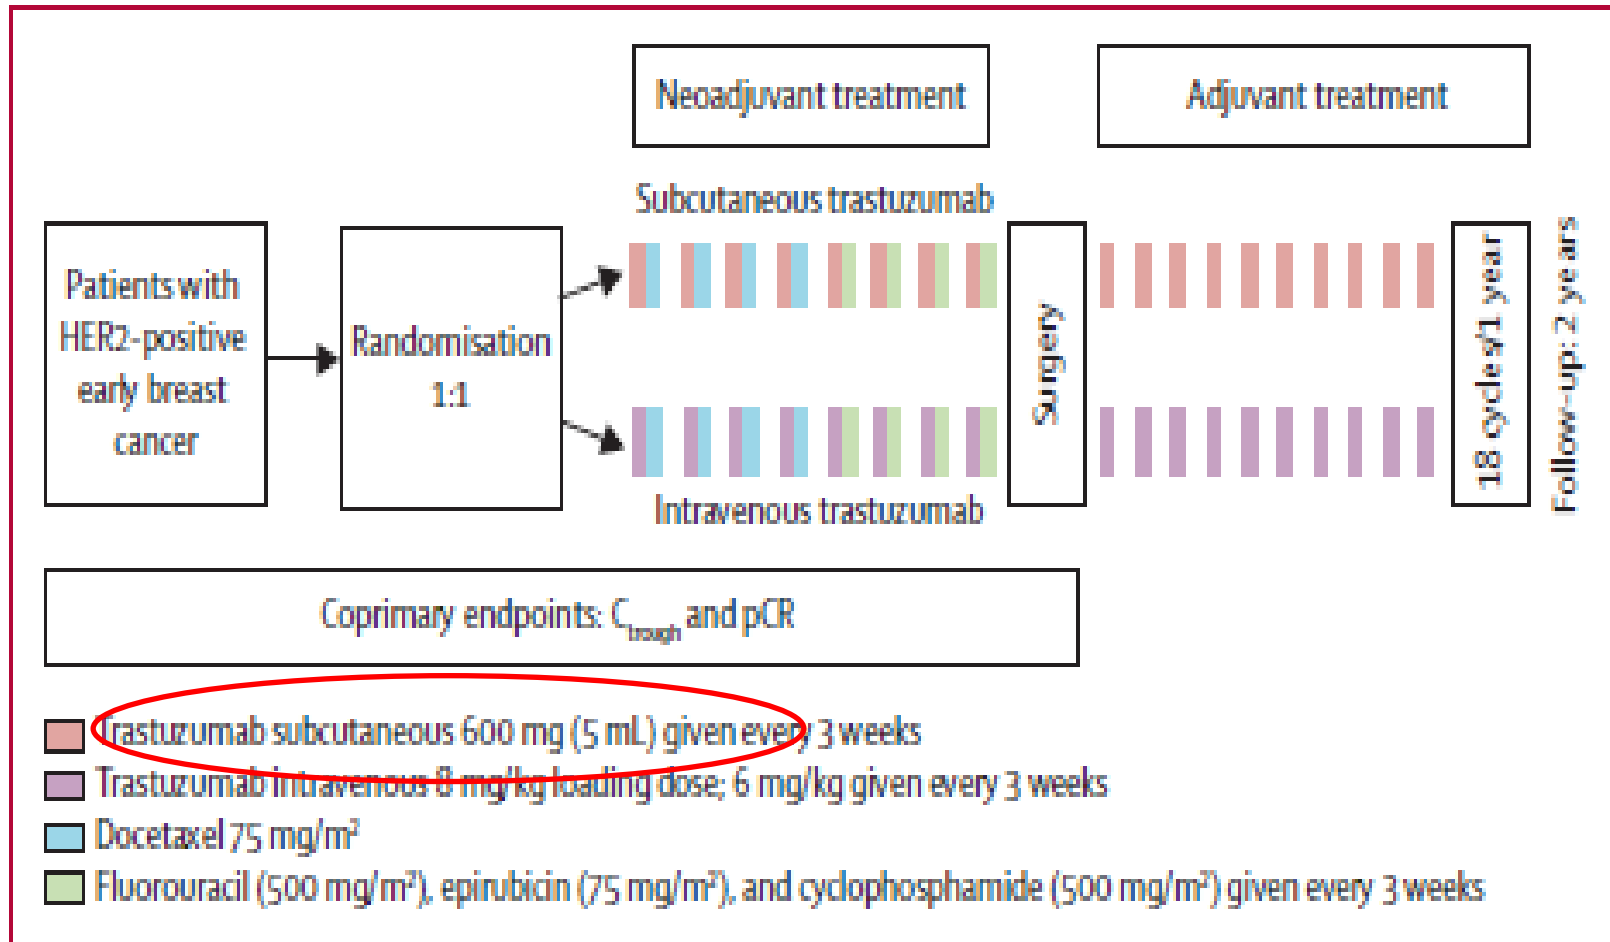 Neoadjuvant treatment
Adjuvant treatment
Subcutaneous trastuzumab
Patients with
HER2-positive
early breast
cancer
Randomisation
1:1
Surgery
18 cycles/1 year
Follow-up: 2 years
Intravenous trastuzumab
Coprimary endpoints: Ctrough and pCR
Trastuzumab subcutaneous 600 mg (5 mL) given every 3 weeks
Trastuzumab intravenous 8 mg/kg loading dose; 6 mg/kg given every 3 weeks
Docetaxel 75 mg/m²
Fluorouracil (500 mg/m²), epirubicin (75 mg/m²), and cyclophosphamide (500 mg/m²) given every 3 weeks